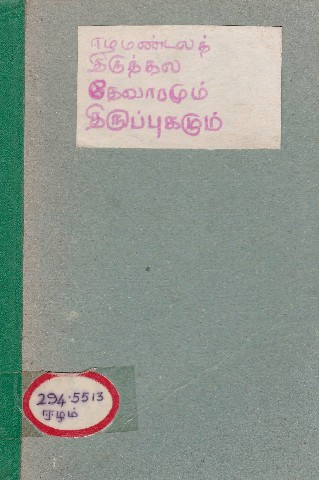 ஈழமண்டலத்
திருத்தல
தேவாரமும்
திருப்புகழும்
294.5513
ஈழம்